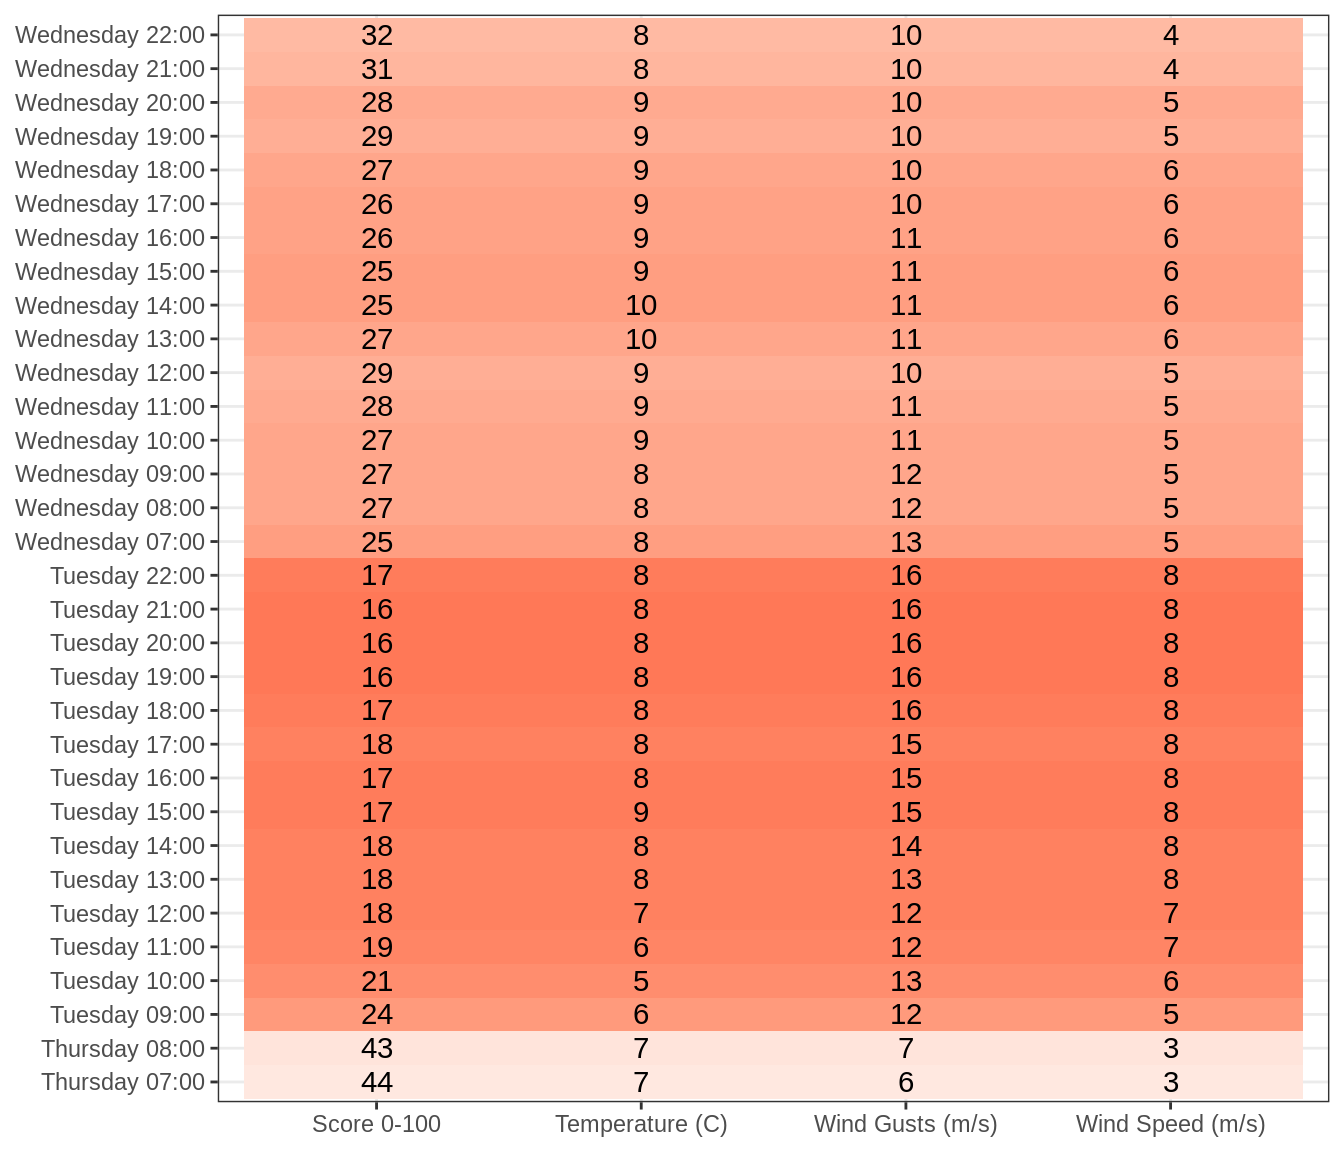 Wednesday 22:00 32 8 10 4
Wednesday 21:00 31 8 10 4
Wednesday 20:00 28 9 10 5
Wednesday 19:00 29 9 10 5
Wednesday 18:00 27 9 10 6
Wednesday 17:00 26 9 10 6
Wednesday 16:00 26 9 11 6
Wednesday 15:00 25 9 11 6
Wednesday 14:00 25 10 11 6
Wednesday 13:00 27 10 11 6
Wednesday 12:00 29 9 10 5
Wednesday 11:00 28 9 11 5
Wednesday 10:00 27 9 11 5
Wednesday 09:00 27 8 12 5
Wednesday 08:00 27 8 12 5
Wednesday 07:00 25 8 13 5
Tuesday 22:00 17 8 16 8
Tuesday 21:00 16 8 16 8
Tuesday 20:00 16 8 16 8
Tuesday 19:00 16 8 16 8
Tuesday 18:00 17 8 16 8
Tuesday 17:00 18 8 15 8
Tuesday 16:00 17 8 15 8
Tuesday 15:00 17 9 15 8
Tuesday 14:00 18 8 14 8
Tuesday 13:00 18 8 13 8
Tuesday 12:00 18 7 12 7
Tuesday 11:00 19 6 12 7
Tuesday 10:00 21 5 13 6
Tuesday 09:00 24 6 12 5
Thursday 08:00 43 7 7 3
Thursday 07:00 44 7 6 3
Score 0-100 Temperature (C) Wind Gusts (m/s) Wind Speed (m/s)